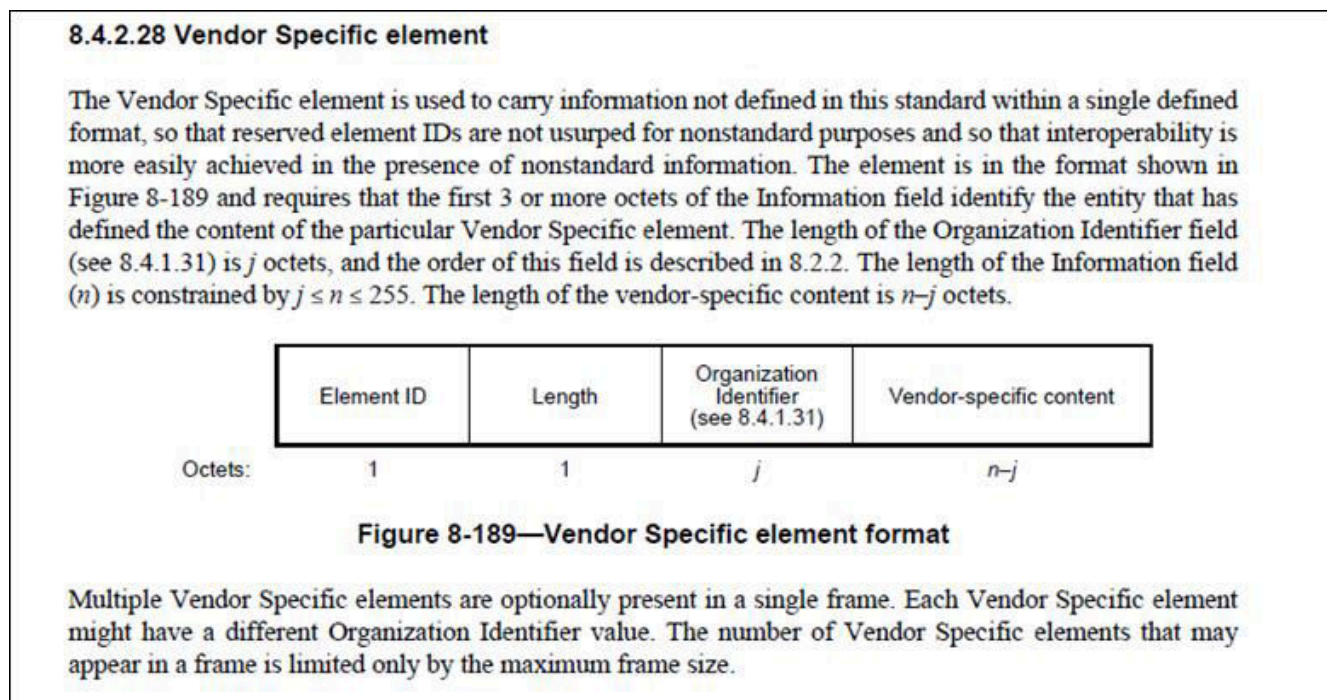 8.4.2.28 Vendor Specific element
The Vendor Specific element is used to carry information not defined in this standard within a single defined
format, so that reserved element IDs are not usurped for nonstandard purposes and so that interoperability is
more easily achieved in the presence of nonstandard information. The element is in the format shown in
Figure 8-189 and requires that the first 3 or more octets of the Information field identify the entity that has
defined the content of the particular Vendor Specific element. The length of the Organization Identifier field
(see 8.4.1.31) is j octets, and the order of this field is described in 8.2.2. The length of the Information field
(n) is constrained by j ≤ n ≤ 255. The length of the vendor-specific content is n–j octets.
Element ID
Length
Organization
Identifier
(see 8.4.1.31)
Vendor-specific content
Octets: 1 1 j n–j
Figure 8-189—Vendor Specific element format
Multiple Vendor Specific elements are optionally present in a single frame. Each Vendor Specific element
might have a different Organization Identifier value. The number of Vendor Specific elements that may
appear in a frame is limited only by the maximum frame size.